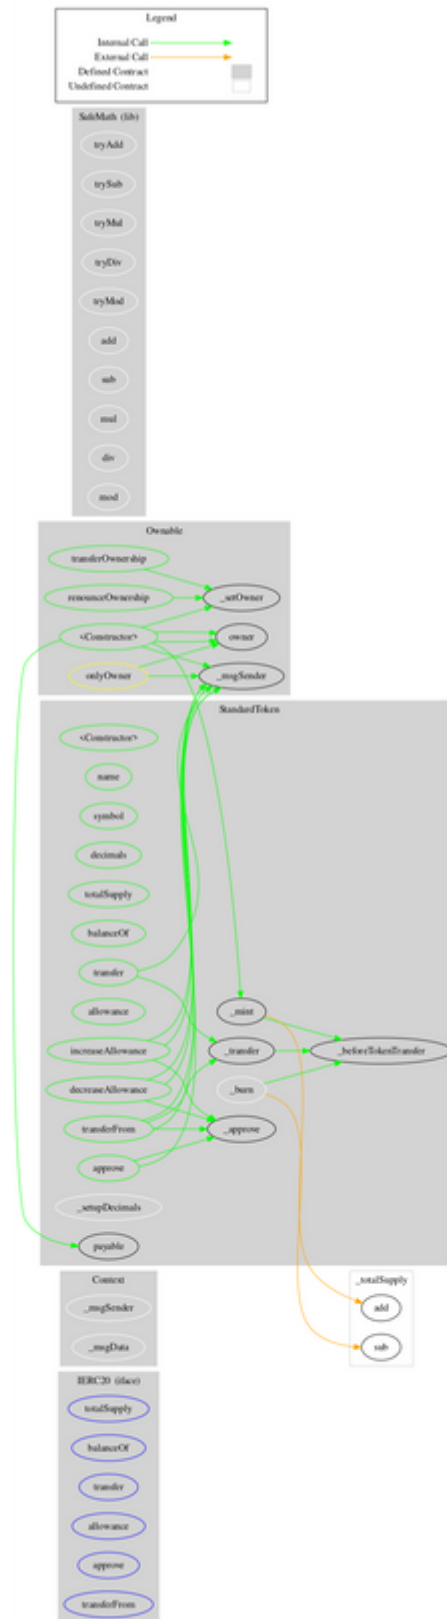 Legend
Internal Call
External Call
Defined Contract
Undefined Contract
SafeMath (lib)
tryAdd
trySub
tryMul
tryDiv
tryMod
add
sub
mul
div
mod
Ownable
transferOwnership
renounceOwnership
_setOwner
<Constructor>
owner
onlyOwner
_msgSender
StandardToken
<Constructor>
name
symbol
decimals
totalSupply
balanceOf
transfer
allowance
_mint
increaseAllowance
_transfer
_beforeTokenTransfer
decreaseAllowance
_burn
transferFrom
_approve
approve
_setupDecimals
payable
Context
_totalSupply
_msgSender
add
_msgData
sub
IERC20 (iface)
totalSupply
balanceOf
transfer
allowance
approve
transferFrom